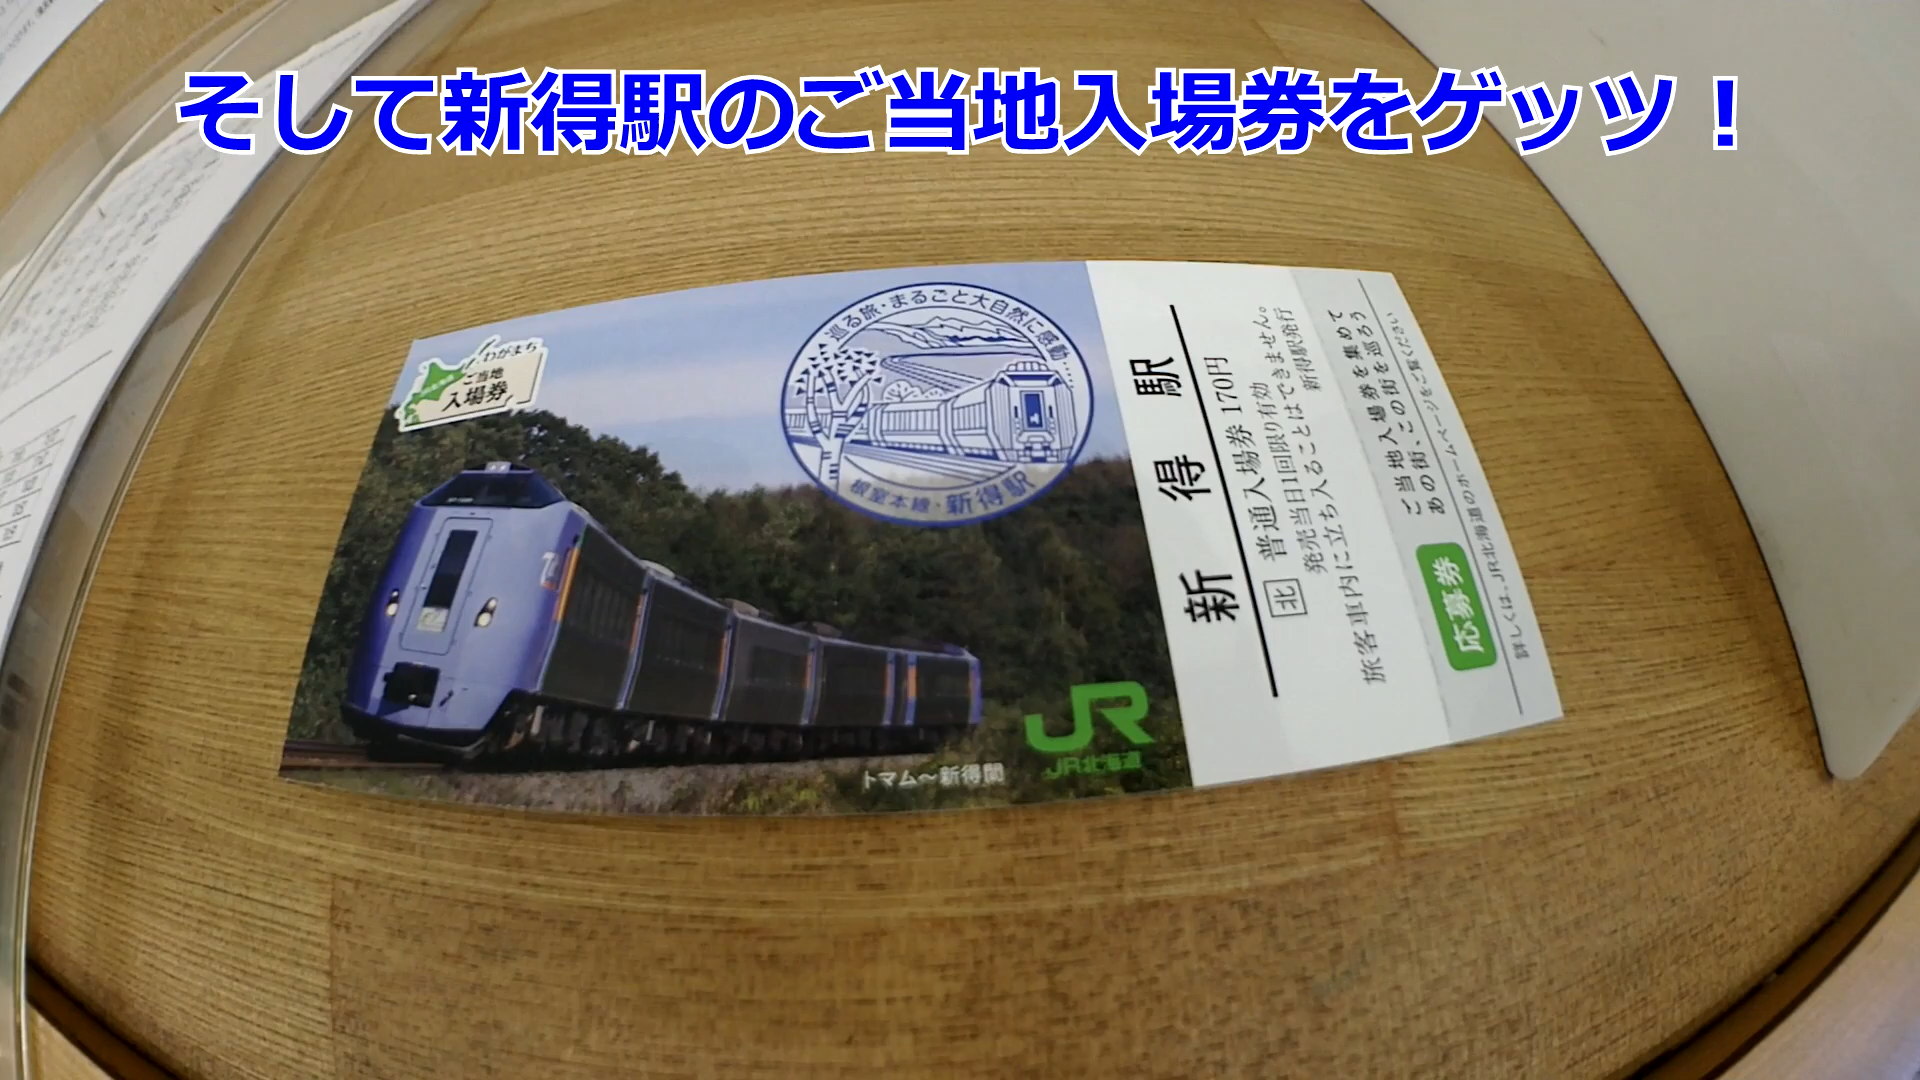 そして新得駅のご当地入場券をゲッツ！
わがまち
ご当地
入場券
巡る旅・まるごと大自然に感動‥‥
根室本線・新得駅
JR
JR北海道
トマム〜新得間
新得駅
北 普通入場券 170円
発売当日1回限り有効
旅客車内に立ち入ることはできません。
新得駅発行
応募券
ご当地入場券を集めて
あの街、この街を巡ろう
詳しくは、JR北海道のホームページをご覧ください